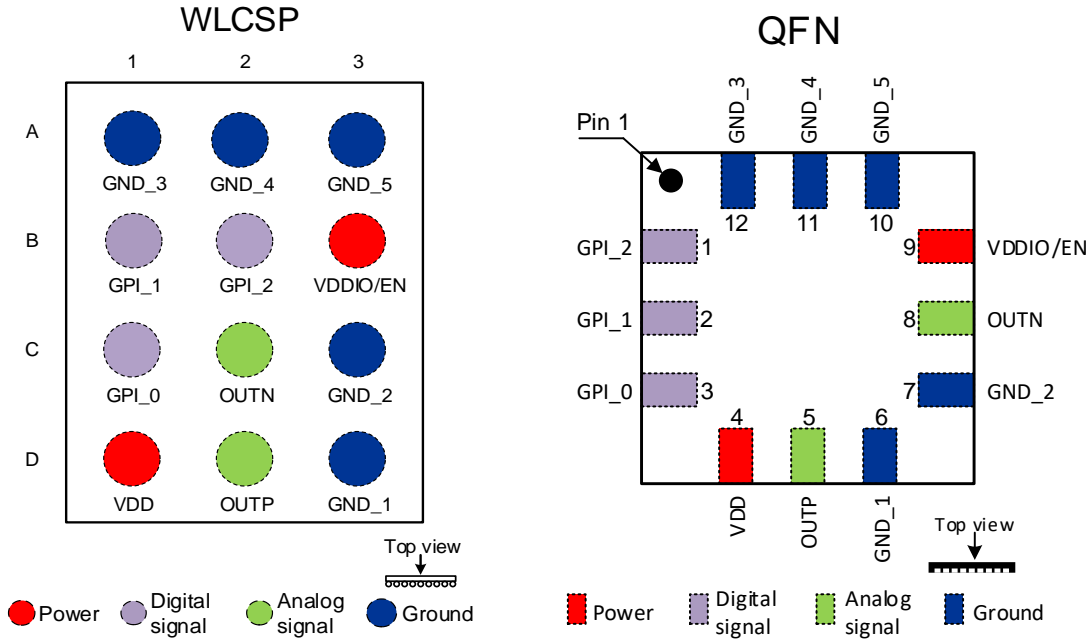 WLCSP
1 2 3
A
GND_3 GND_4 GND_5
B
GPI_1 GPI_2 VDDIO/EN
C
GPI_0 OUTN GND_2
D
VDD OUTP GND_1
Top view
Power
Digital
signal
Analog
signal
Ground
QFN
GND_3 GND_4 GND_5
Pin 1
12 11 10
GPI_2 1 9 VDDIO/EN
GPI_1 2 8 OUTN
GPI_0 3 7 GND_2
4 5 6
VDD OUTP GND_1
Top view
Power
Digital
signal
Analog
signal
Ground